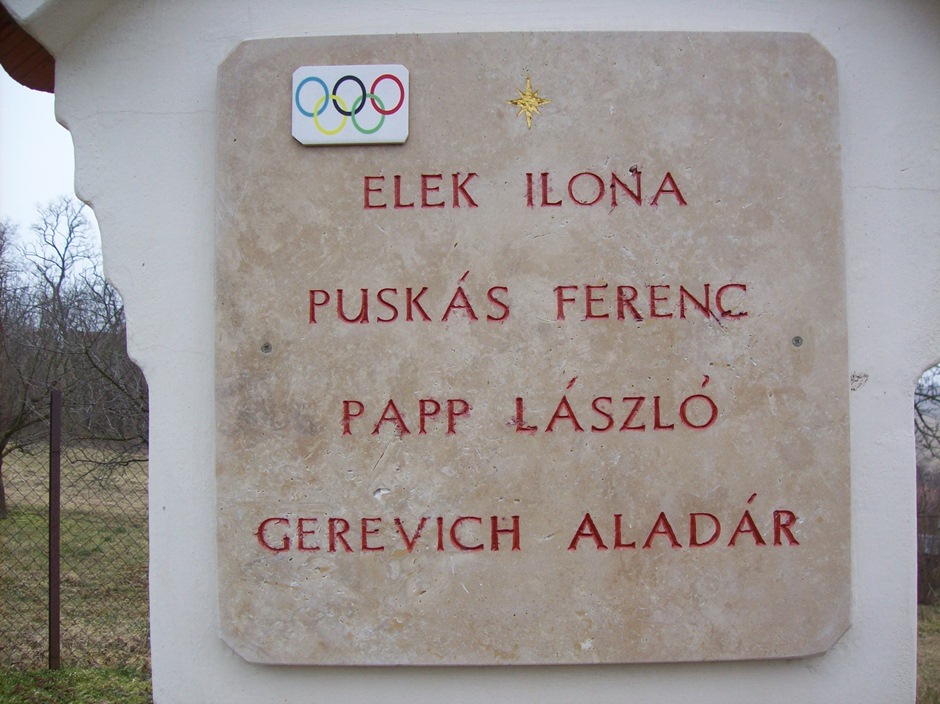 ELEK ILONA
PUSKÁS FERENC
PAPP LÁSZLÓ
GEREVICH ALADÁR